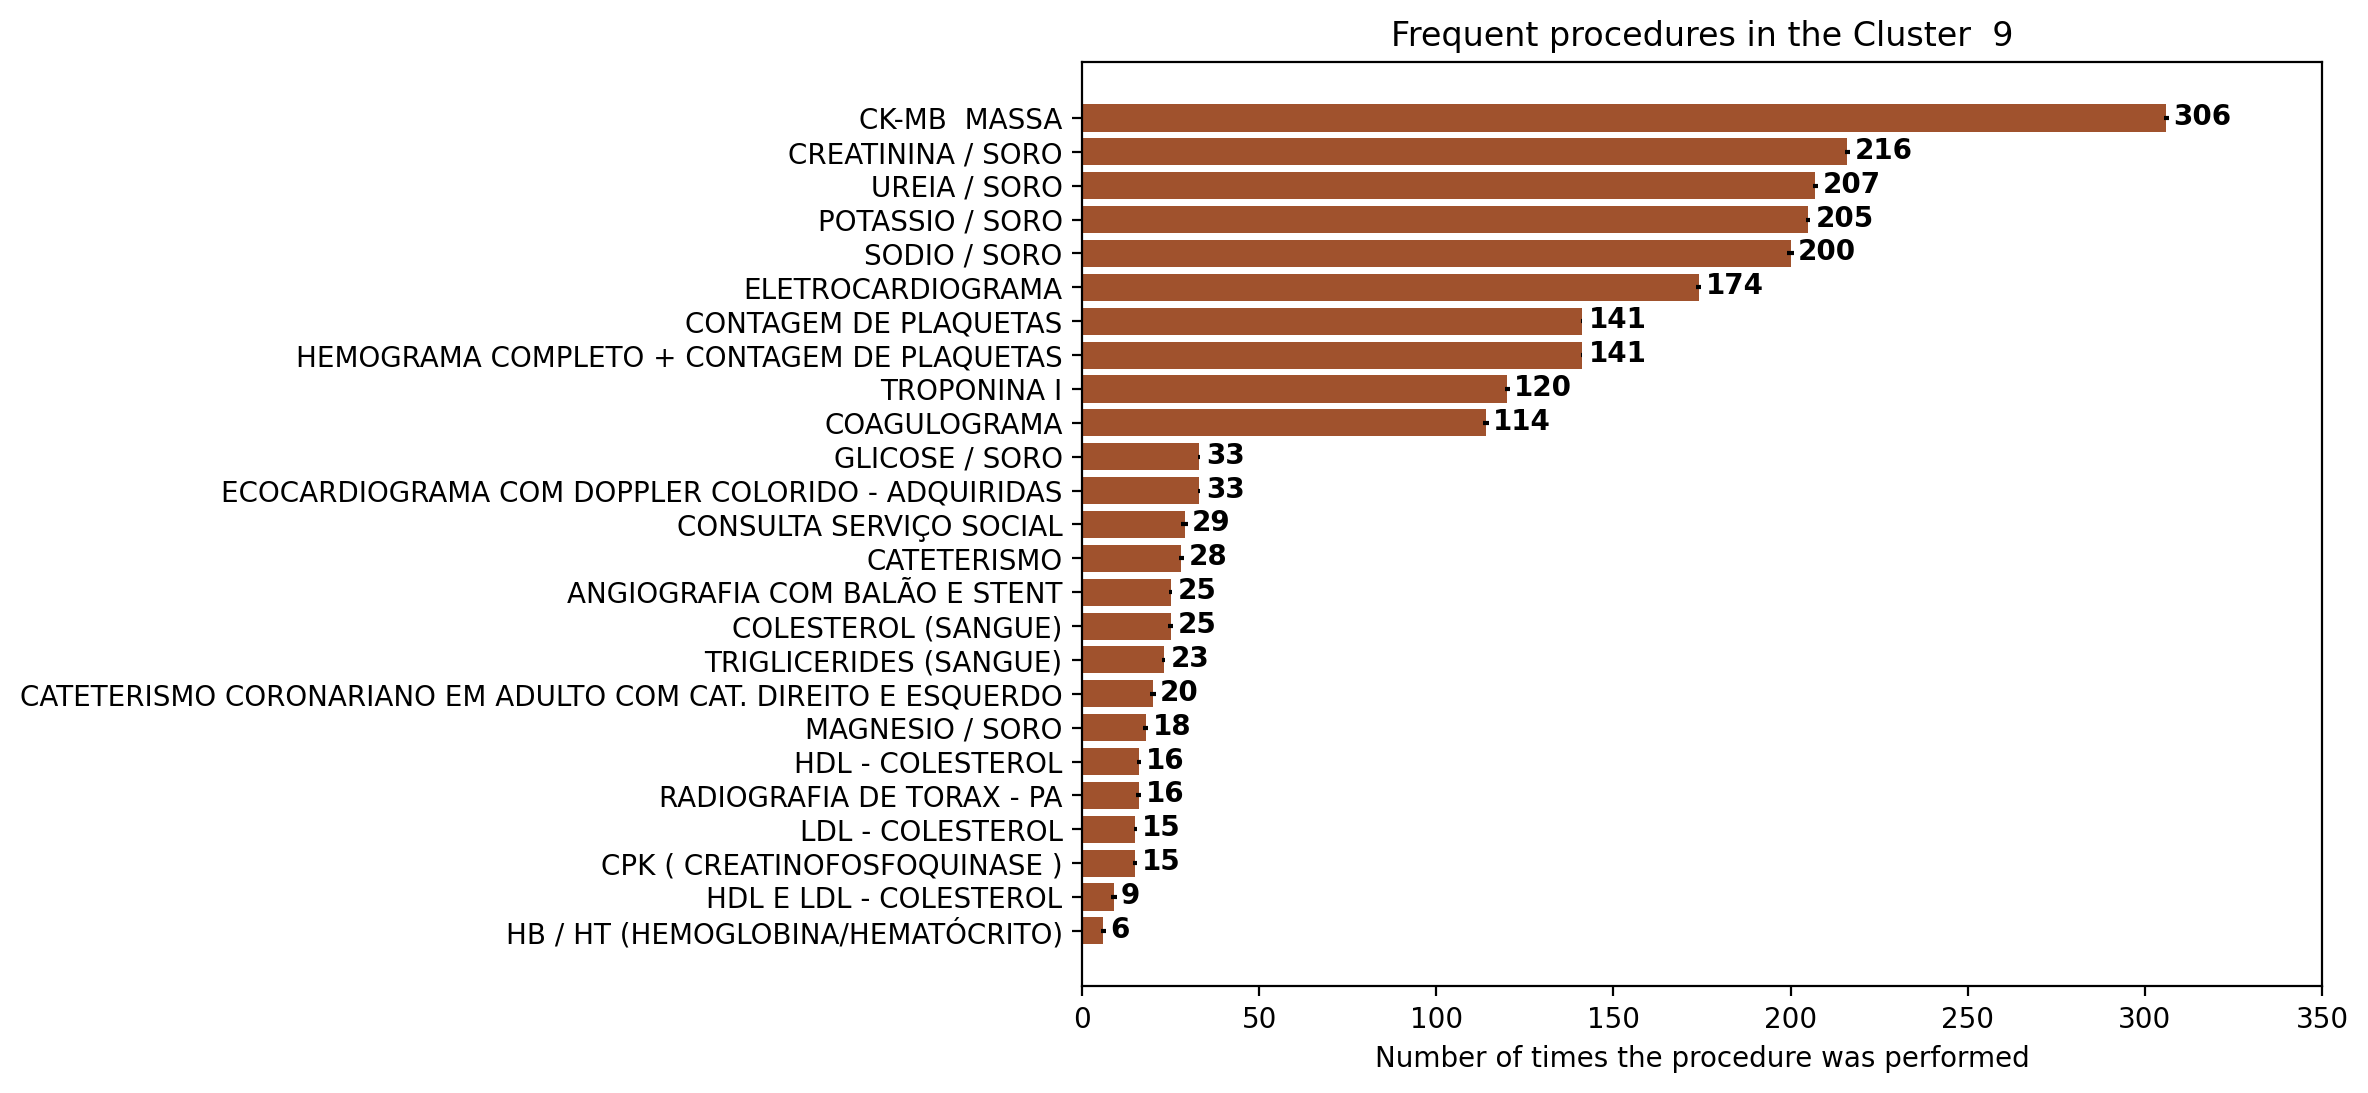 Frequent procedures in the Cluster  9
CK-MB  MASSA 306
CREATININA / SORO 216
UREIA / SORO 207
POTASSIO / SORO 205
SODIO / SORO 200
ELETROCARDIOGRAMA 174
CONTAGEM DE PLAQUETAS 141
HEMOGRAMA COMPLETO + CONTAGEM DE PLAQUETAS 141
TROPONINA I 120
COAGULOGRAMA 114
GLICOSE / SORO 33
ECOCARDIOGRAMA COM DOPPLER COLORIDO - ADQUIRIDAS 33
CONSULTA SERVIÇO SOCIAL 29
CATETERISMO 28
ANGIOGRAFIA COM BALÃO E STENT 25
COLESTEROL (SANGUE) 25
TRIGLICERIDES (SANGUE) 23
CATETERISMO CORONARIANO EM ADULTO COM CAT. DIREITO E ESQUERDO 20
MAGNESIO / SORO 18
HDL - COLESTEROL 16
RADIOGRAFIA DE TORAX - PA 16
LDL - COLESTEROL 15
CPK ( CREATINOFOSFOQUINASE ) 15
HDL E LDL - COLESTEROL 9
HB / HT (HEMOGLOBINA/HEMATÓCRITO) 6
0 50 100 150 200 250 300 350
Number of times the procedure was performed